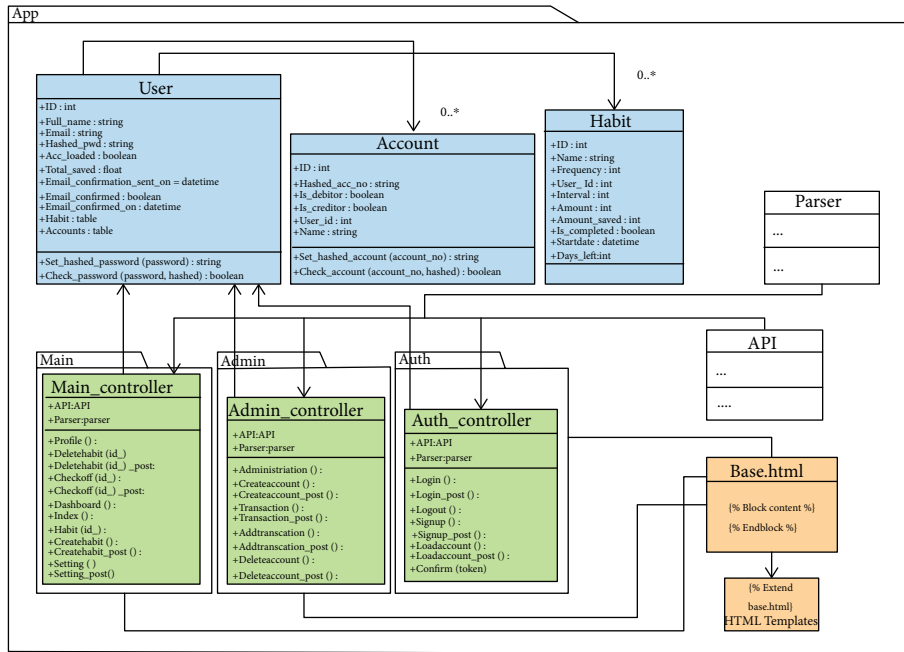 App
User
+ID : int
+Full_name : string
+Email : string
+Hashed_pwd : string
+Acc_loaded : boolean
+Total_saved : float
+Email_confirmation_sent_on = datetime
+Email_confirmed : boolean
+Email_confirmed_on : datetime
+Habit : table
+Accounts : table
+Set_hashed_password (password) : string
+Check_password (password, hashed) : boolean
0..*
Account
+ID : int
+Hashed_acc_no : string
+Is_debitor : boolean
+Is_creditor : boolean
+User_id : int
+Name : string
+Set_hashed_account (account_no) : string
+Check_account (account_no, hashed) : boolean
0..*
Habit
+ID : int
+Name : string
+Frequency : int
+User_ Id : int
+Interval : int
+Amount : int
+Amount_saved : int
+Is_completed : boolean
+Startdate : datetime
+Days_left:int
Parser
...
...
API
...
....
Main
Main_controller
+API:API
+Parser:parser
+Profile () :
+Deletehabit (id_)
+Deletehabit (id_) _post:
+Checkoff (id_) :
+Checkoff (id_) _post:
+Dashboard () :
+Index () :
+Habit (id_) :
+Createhabit () :
+Createhabit_post () :
+Setting ( )
+Setting_post()
Admin
Admin_controller
+API:API
+Parser:parser
+Administriation () :
+Createaccount () :
+Createaccount_post () :
+Transaction () :
+Transaction_post () :
+Addtranscation () :
+Addtranscation_post () :
+Deleteaccount () :
+Deleteaccount_post () :
Auth
Auth_controller
+API:API
+Parser:parser
+Login () :
+Login_post () :
+Logout () :
+Signup () :
+Signup_post () :
+Loadaccount () :
+Loadaccount_post () :
+Confirm (token)
Base.html
{% Block content %}
{% Endblock %}
{% Extend
base.html}
HTML Templates